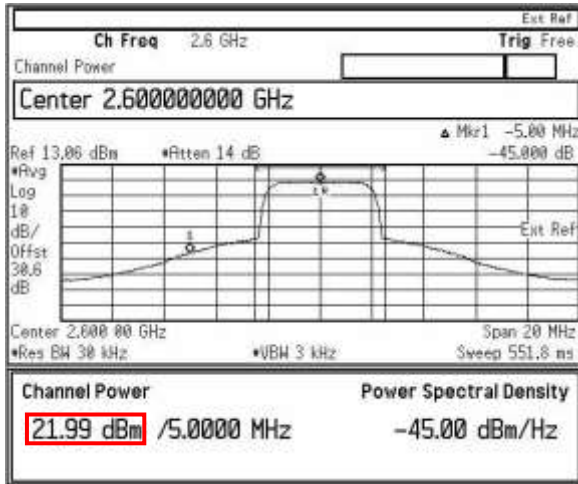 Ext Ref
Ch Freq 2.6 GHz Trig Free
Channel Power
Center 2.600000000 GHz
Δ Mkr1 -5.00 MHz
Ref 13.06 dBm *Atten 14 dB -45.000 dB
*Avg
Log
10
dB/
Offst
30.6
dB
1R
1
Ext Ref
Center 2.600 00 GHz Span 20 MHz
*Res BW 30 kHz *VBW 3 kHz Sweep 551.8 ms
Channel Power Power Spectral Density
21.99 dBm /5.0000 MHz -45.00 dBm/Hz